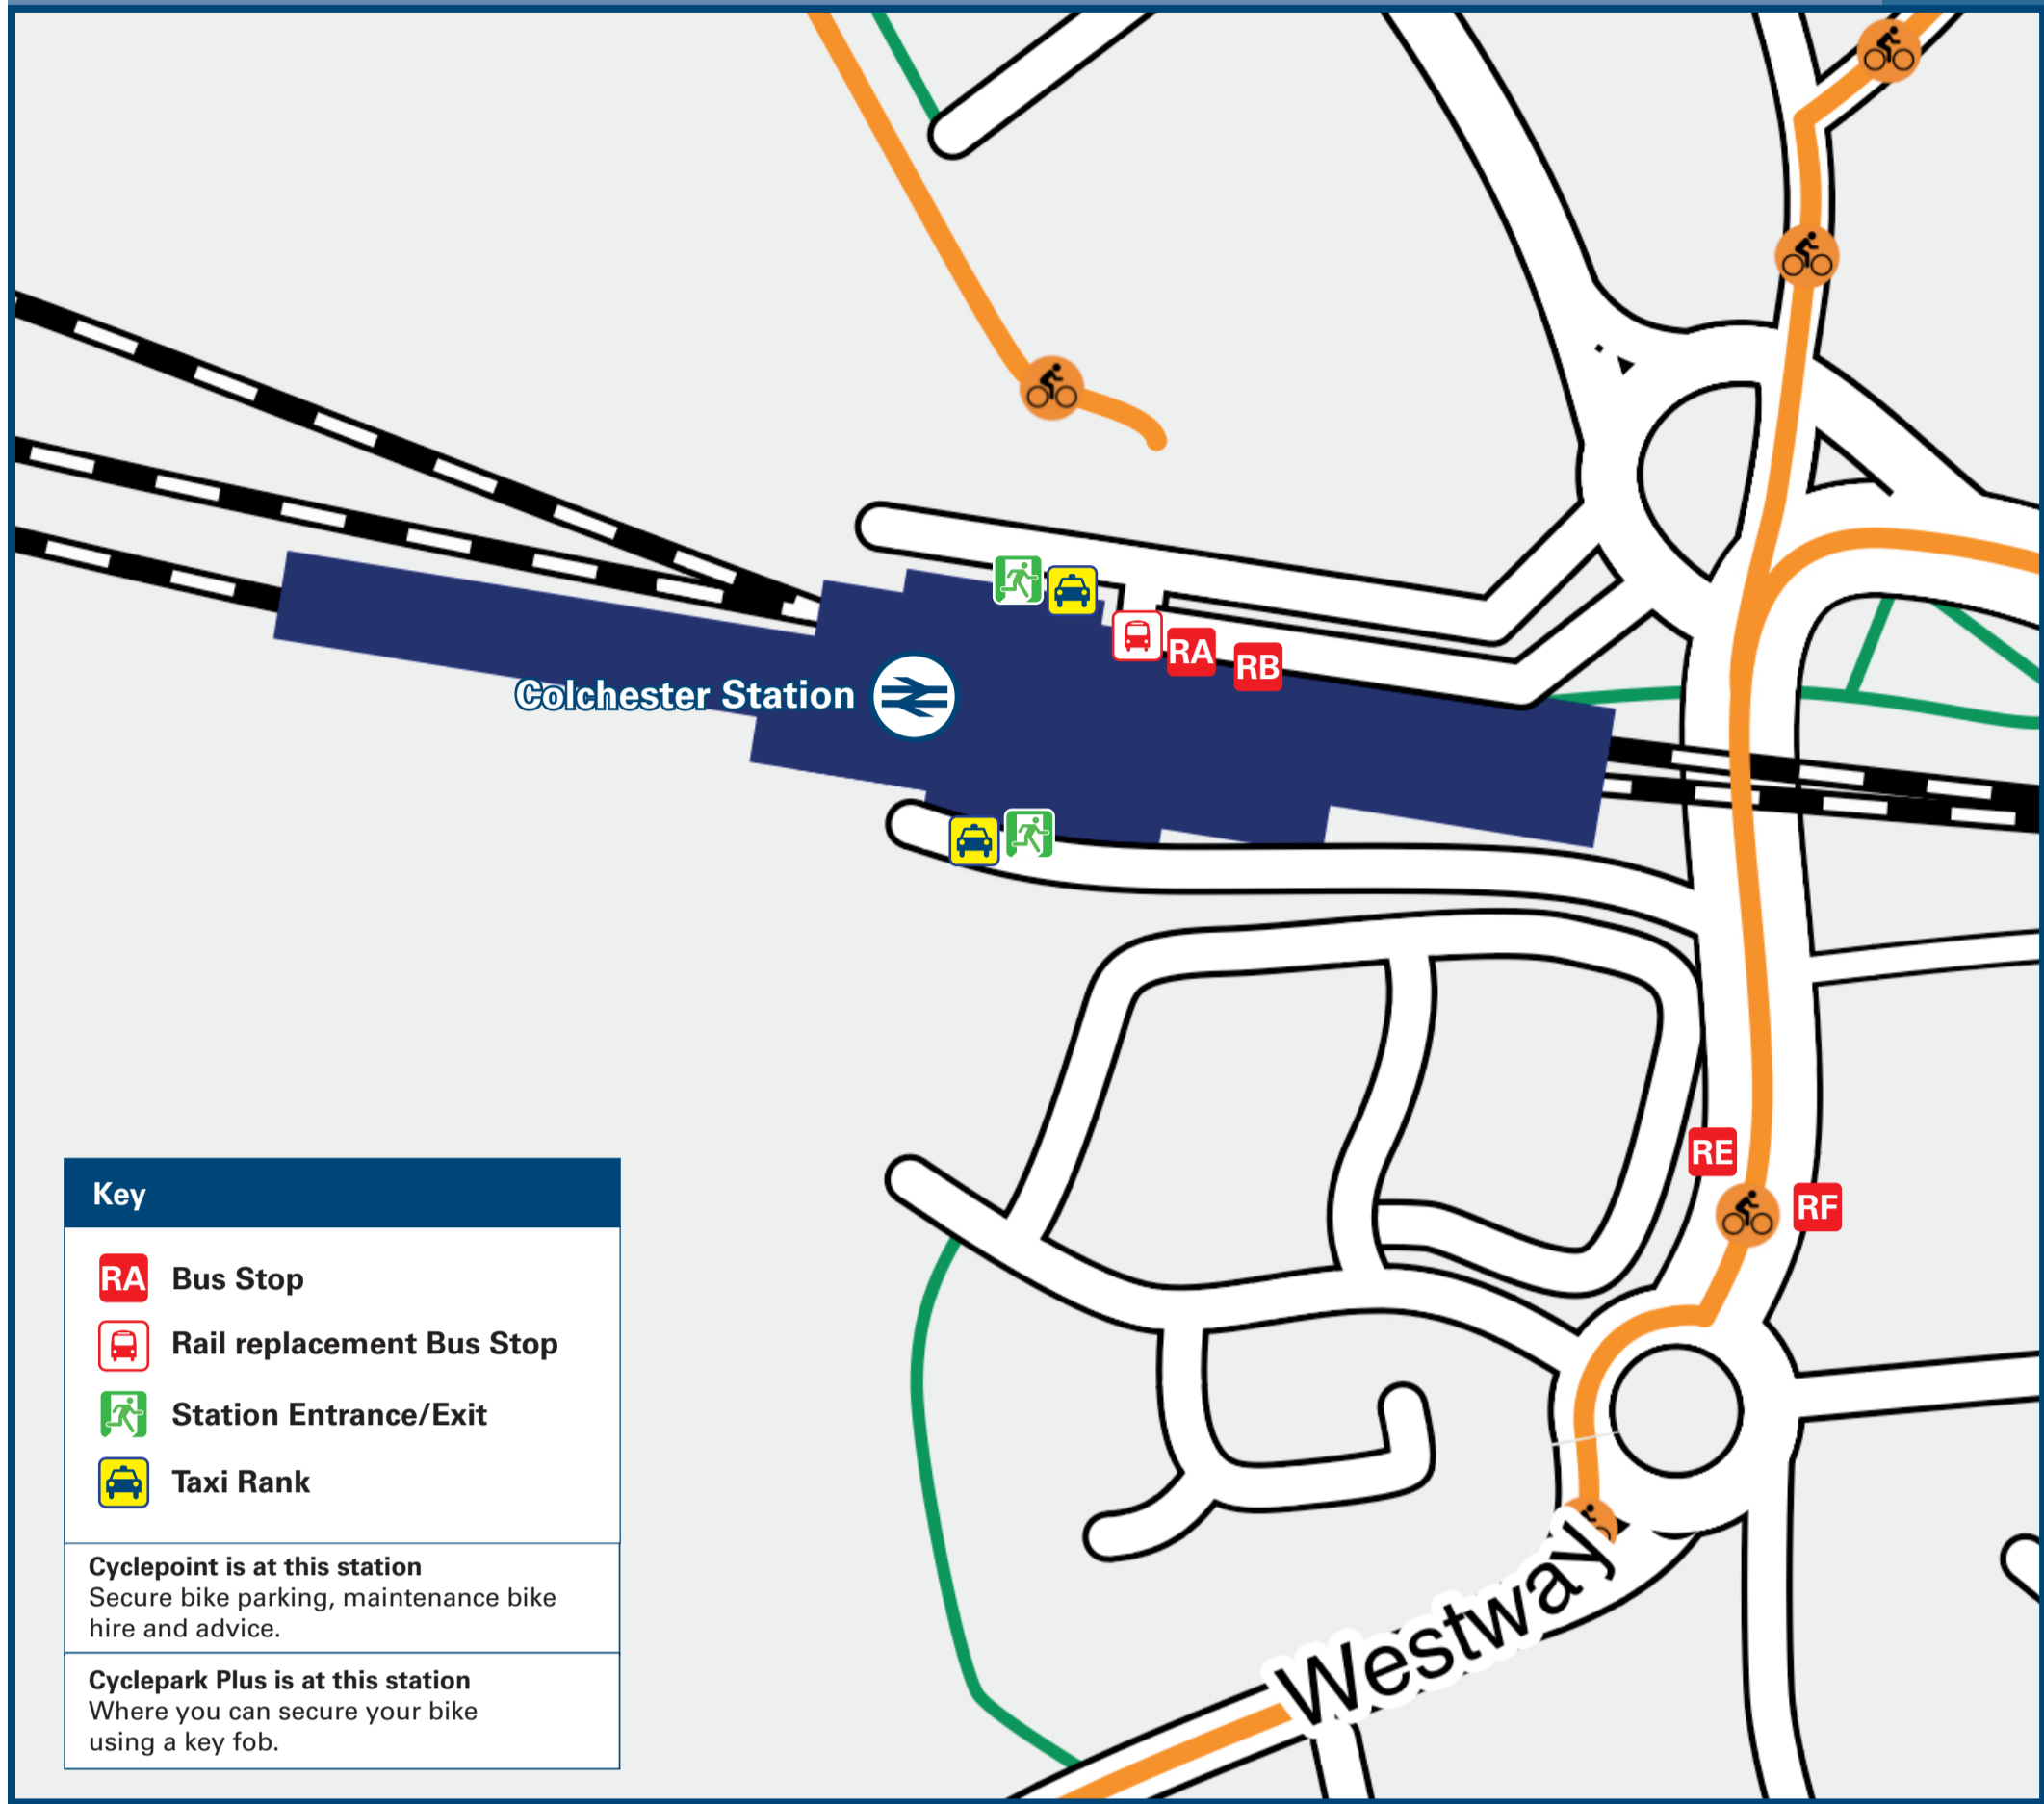 RA
RB
Colchester Station
RE
RF
Key
RA Bus Stop
Rail replacement Bus Stop
Station Entrance/Exit
Taxi Rank
Cyclepoint is at this station
Secure bike parking, maintenance bike
hire and advice.
Cyclepark Plus is at this station
Where you can secure your bike
using a key fob.
Westway